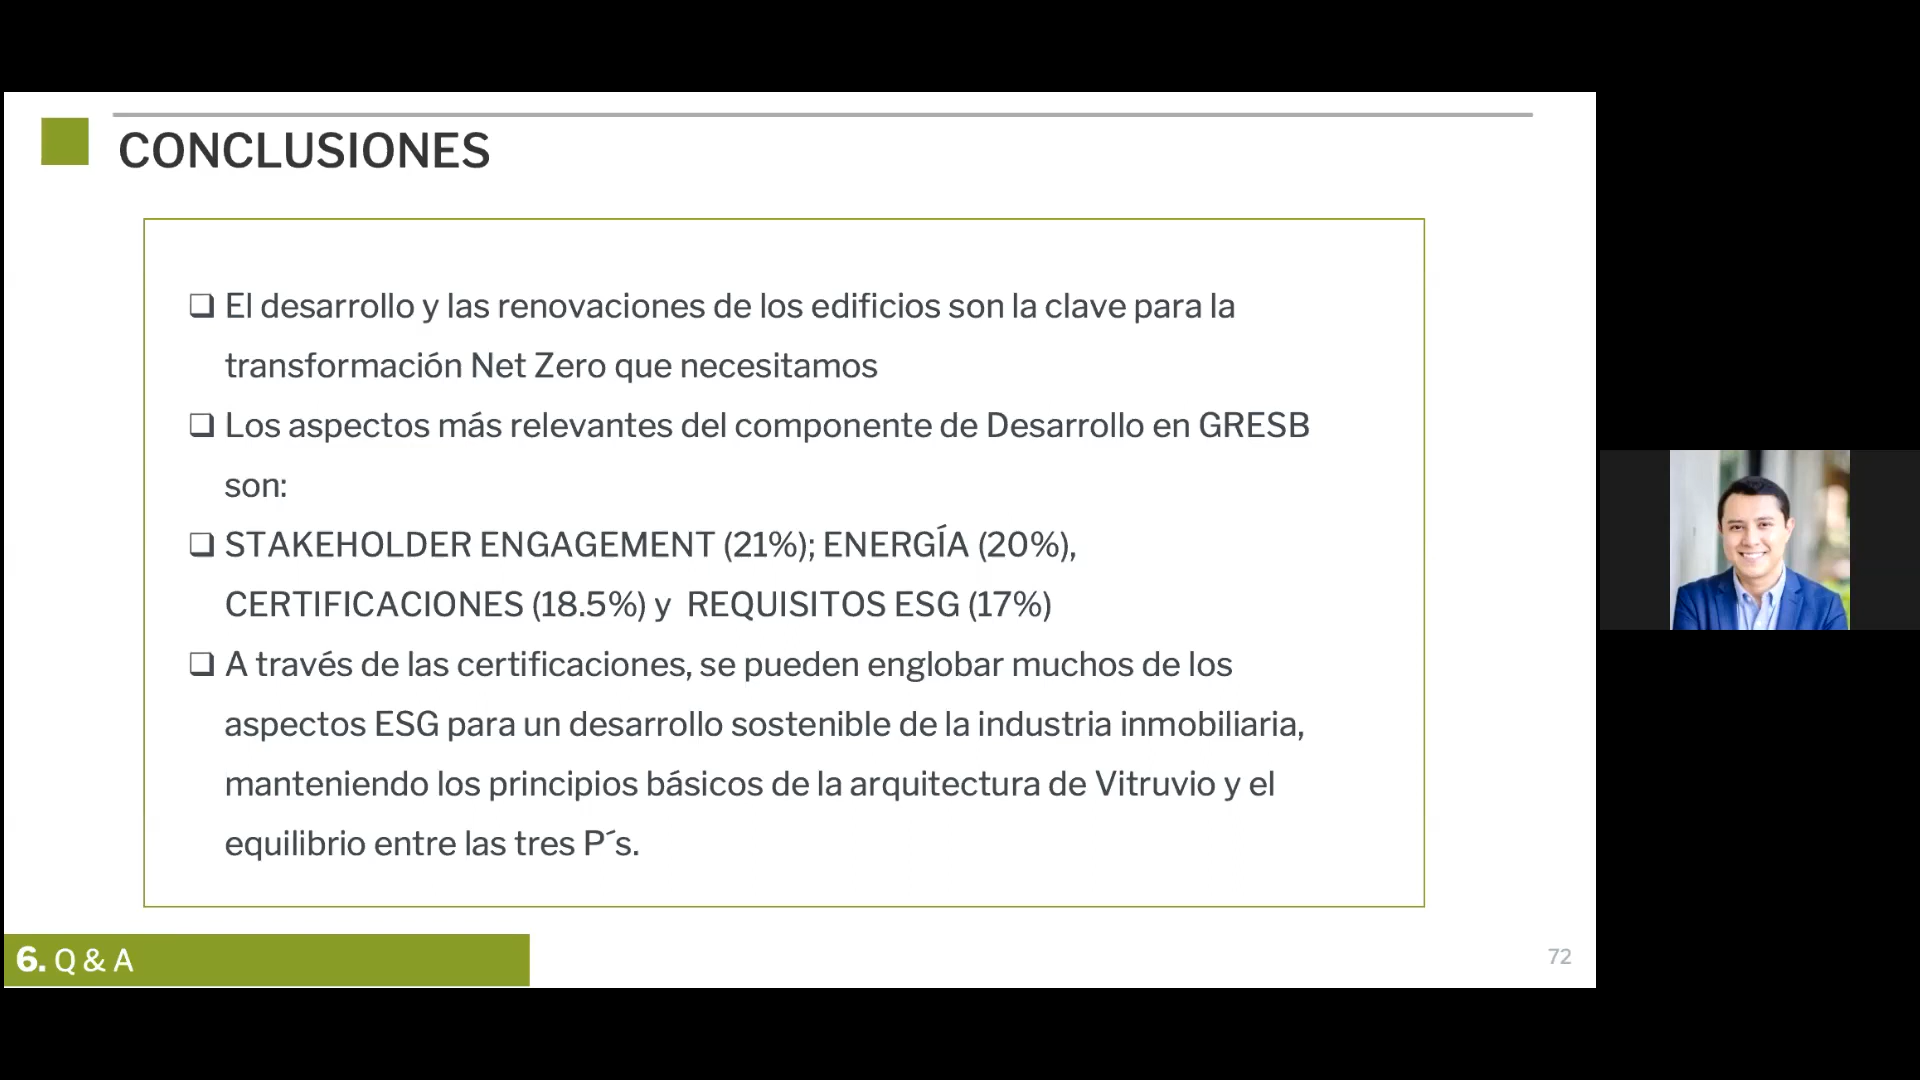 CONCLUSIONES
❑ El desarrollo y las renovaciones de los edificios son la clave para la
transformación Net Zero que necesitamos
❑ Los aspectos más relevantes del componente de Desarrollo en GRESB
son:
❑ STAKEHOLDER ENGAGEMENT (21%); ENERGÍA (20%),
CERTIFICACIONES (18.5%) y REQUISITOS ESG (17%)
❑ A través de las certificaciones, se pueden englobar muchos de los
aspectos ESG para un desarrollo sostenible de la industria inmobiliaria,
manteniendo los principios básicos de la arquitectura de Vitruvio y el
equilibrio entre las tres P´s.
6. Q & A
72